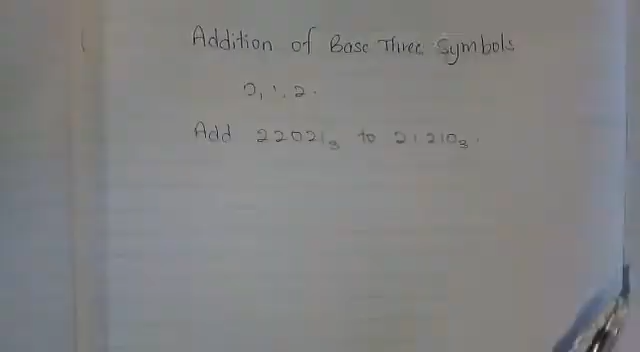 Addition of Base Three Symbols
0, 1, 2.
Add 22021₃ to 21210₃.